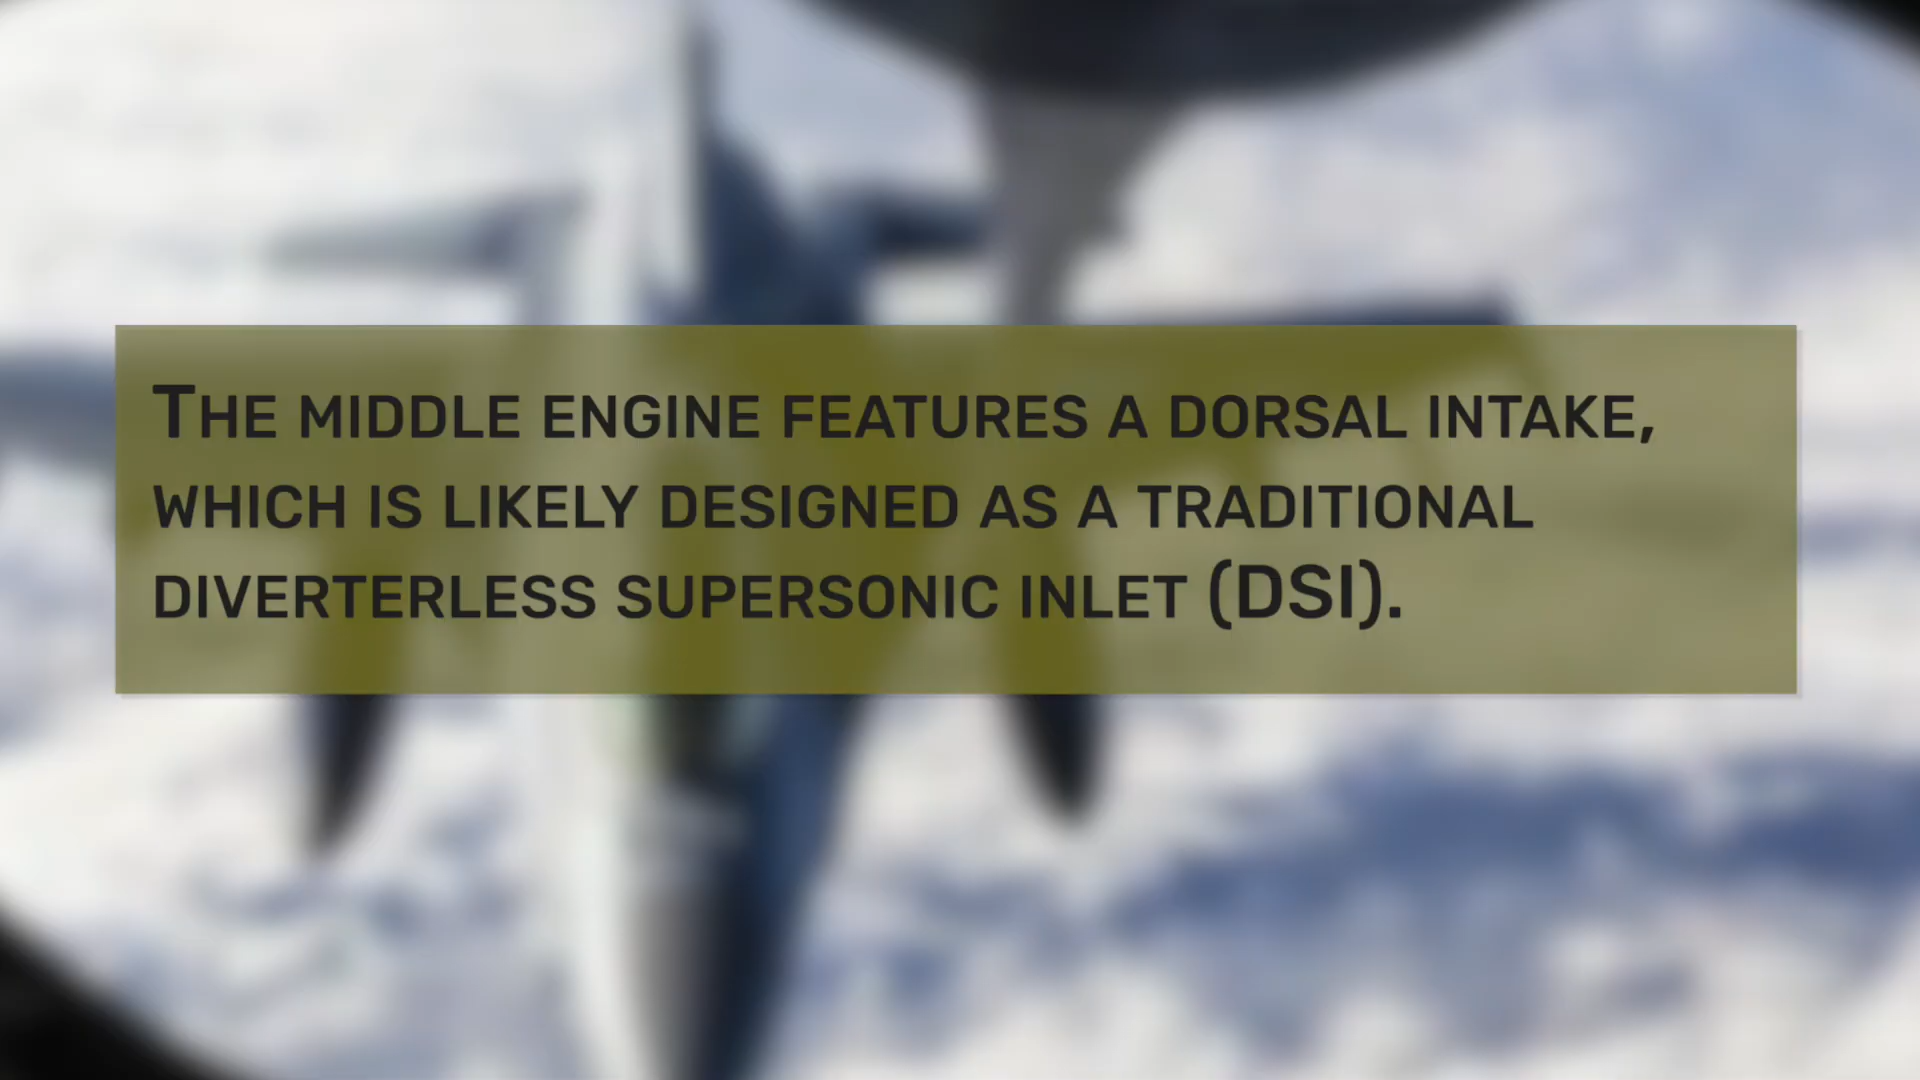 The middle engine features a dorsal intake,
which is likely designed as a traditional
diverterless supersonic inlet (DSI).